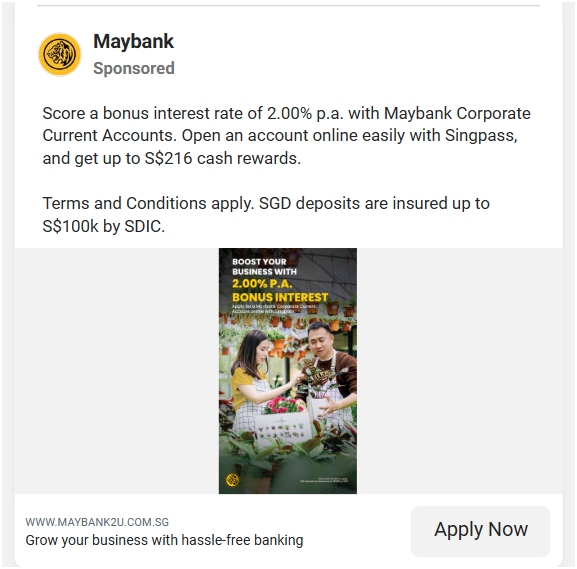 Maybank
Sponsored
Score a bonus interest rate of 2.00% p.a. with Maybank Corporate
Current Accounts. Open an account online easily with Singpass,
and get up to S$216 cash rewards.
Terms and Conditions apply. SGD deposits are insured up to
S$100k by SDIC.
BOOST YOUR
BUSINESS WITH
2.00% P.A.
BONUS INTEREST
Apply for a Maybank Corporate Current
Account online with Singpass
WWW.MAYBANK2U.COM.SG
Grow your business with hassle-free banking
Apply Now